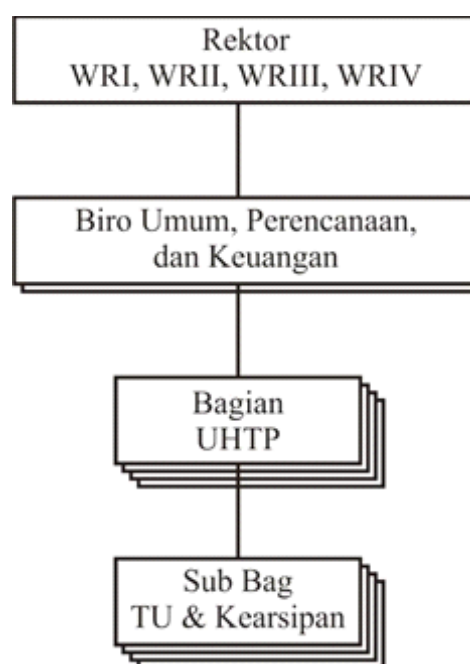 Rektor
WRI, WRII, WRIII, WRIV
Biro Umum, Perencanaan,
dan Keuangan
Bagian
UHTP
Sub Bag
TU & Kearsipan